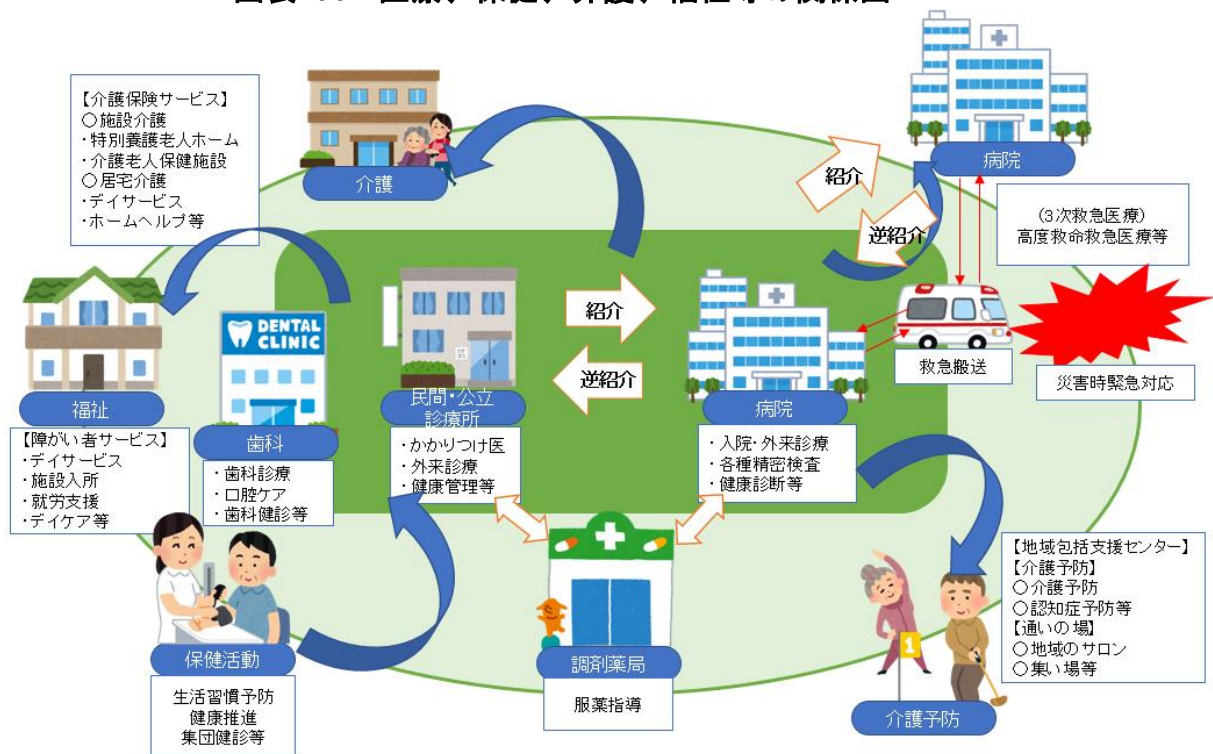 【介護保険サービス】
〇施設介護
・特別養護老人ホーム
・介護老人保健施設
〇居宅介護
・デイサービス
・ホームヘルプ等
介護
病院
紹介
逆紹介
(3次救急医療)
高度救命救急医療等
救急搬送
災害時緊急対応
福祉
【障がい者サービス】
・デイサービス
・施設入所
・就労支援
・デイケア等
DENTAL
CLINIC
歯科
・歯科診療
・口腔ケア
・歯科健診等
民間・公立
診療所
・かかりつけ医
・外来診療
・健康管理等
紹介
逆紹介
病院
・入院・外来診療
・各種精密検査
・健康診断等
保健活動
生活習慣予防
健康推進
集団健診等
調剤薬局
服薬指導
1
介護予防
【地域包括支援センター】
【介護予防】
〇介護予防
〇認知症予防等
【通いの場】
〇地域のサロン
〇集い場等